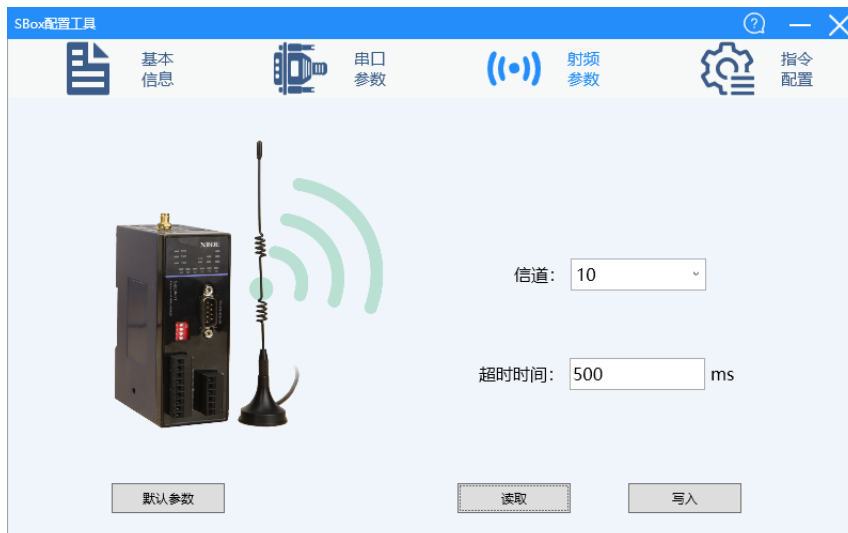 SBox配置工具
基本
信息
串口
参数
射频
参数
指令
配置
信道:
10
超时时间:
500
ms
默认参数
读取
写入